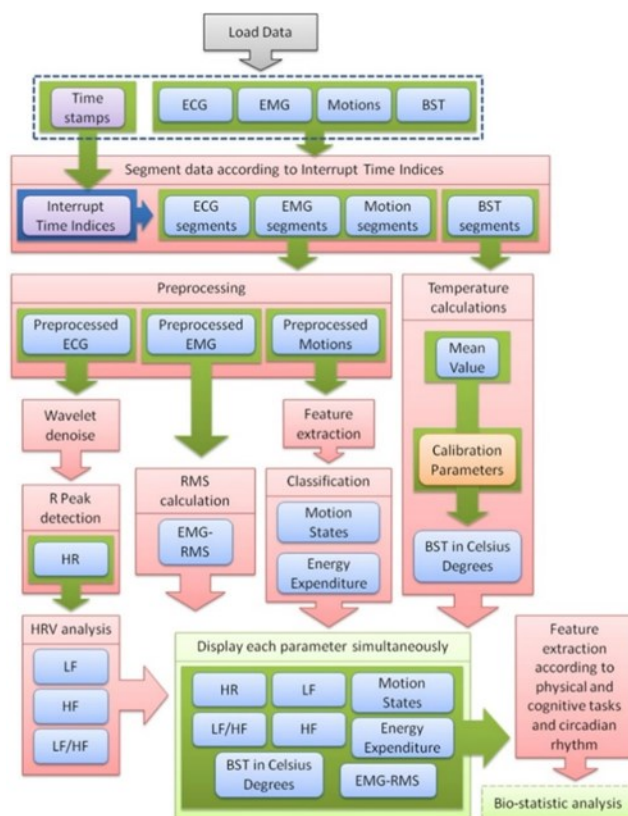 Load Data
Time
stamps
ECG
EMG
Motions
BST
Segment data according to Interrupt Time Indices
Interrupt
Time Indices
ECG
segments
EMG
segments
Motion
segments
BST
segments
Preprocessing
Preprocessed
ECG
Preprocessed
EMG
Preprocessed
Motions
Temperature
calculations
Mean
Value
Calibration
Parameters
BST in Celsius
Degrees
Wavelet
denoise
R Peak
detection
HR
RMS
calculation
EMG-
RMS
Feature
extraction
Classification
Motion
States
Energy
Expenditure
HRV analysis
LF
HF
LF/HF
Display each parameter simultaneously
HR
LF
Motion
States
LF/HF
HF
Energy
Expenditure
BST in Celsius
Degrees
EMG-RMS
Feature
extraction
according to
physical and
cognitive tasks
and circadian
rhythm
Bio-statistic analysis